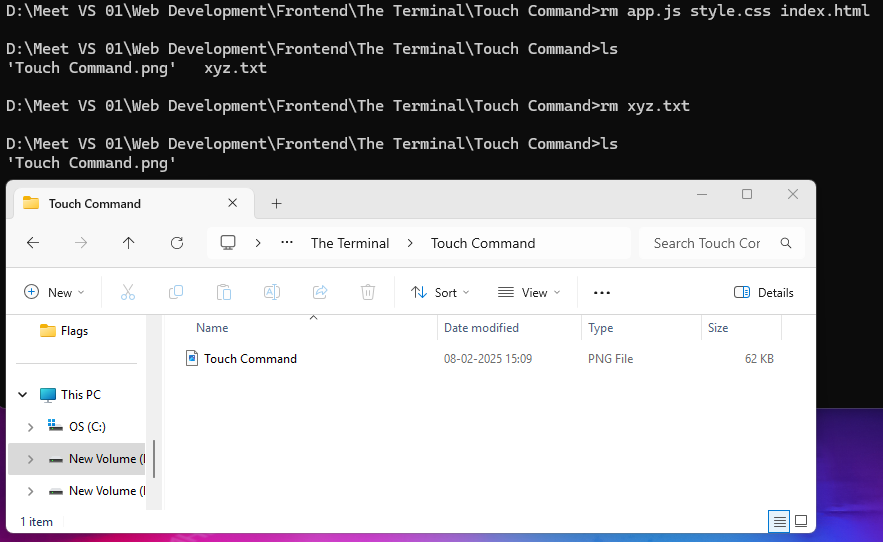 D:\Meet VS 01\Web Development\Frontend\The Terminal\Touch Command>rm app.js style.css index.html
D:\Meet VS 01\Web Development\Frontend\The Terminal\Touch Command>ls
'Touch Command.png'   xyz.txt
D:\Meet VS 01\Web Development\Frontend\The Terminal\Touch Command>rm xyz.txt
D:\Meet VS 01\Web Development\Frontend\The Terminal\Touch Command>ls
'Touch Command.png'
Touch Command
The Terminal > Touch Command
Search Touch Cor
New
Sort
View
Details
Flags
Name Date modified Type Size
Touch Command 08-02-2025 15:09 PNG File 62 KB
This PC
OS (C:)
New Volume (
New Volume (
1 item